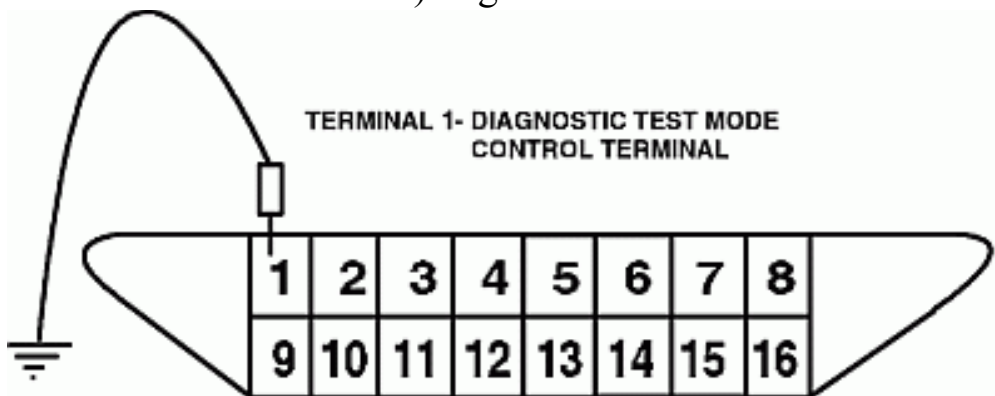 TERMINAL 1- DIAGNOSTIC TEST MODE
CONTROL TERMINAL
1 2 3 4 5 6 7 8
9 10 11 12 13 14 15 16